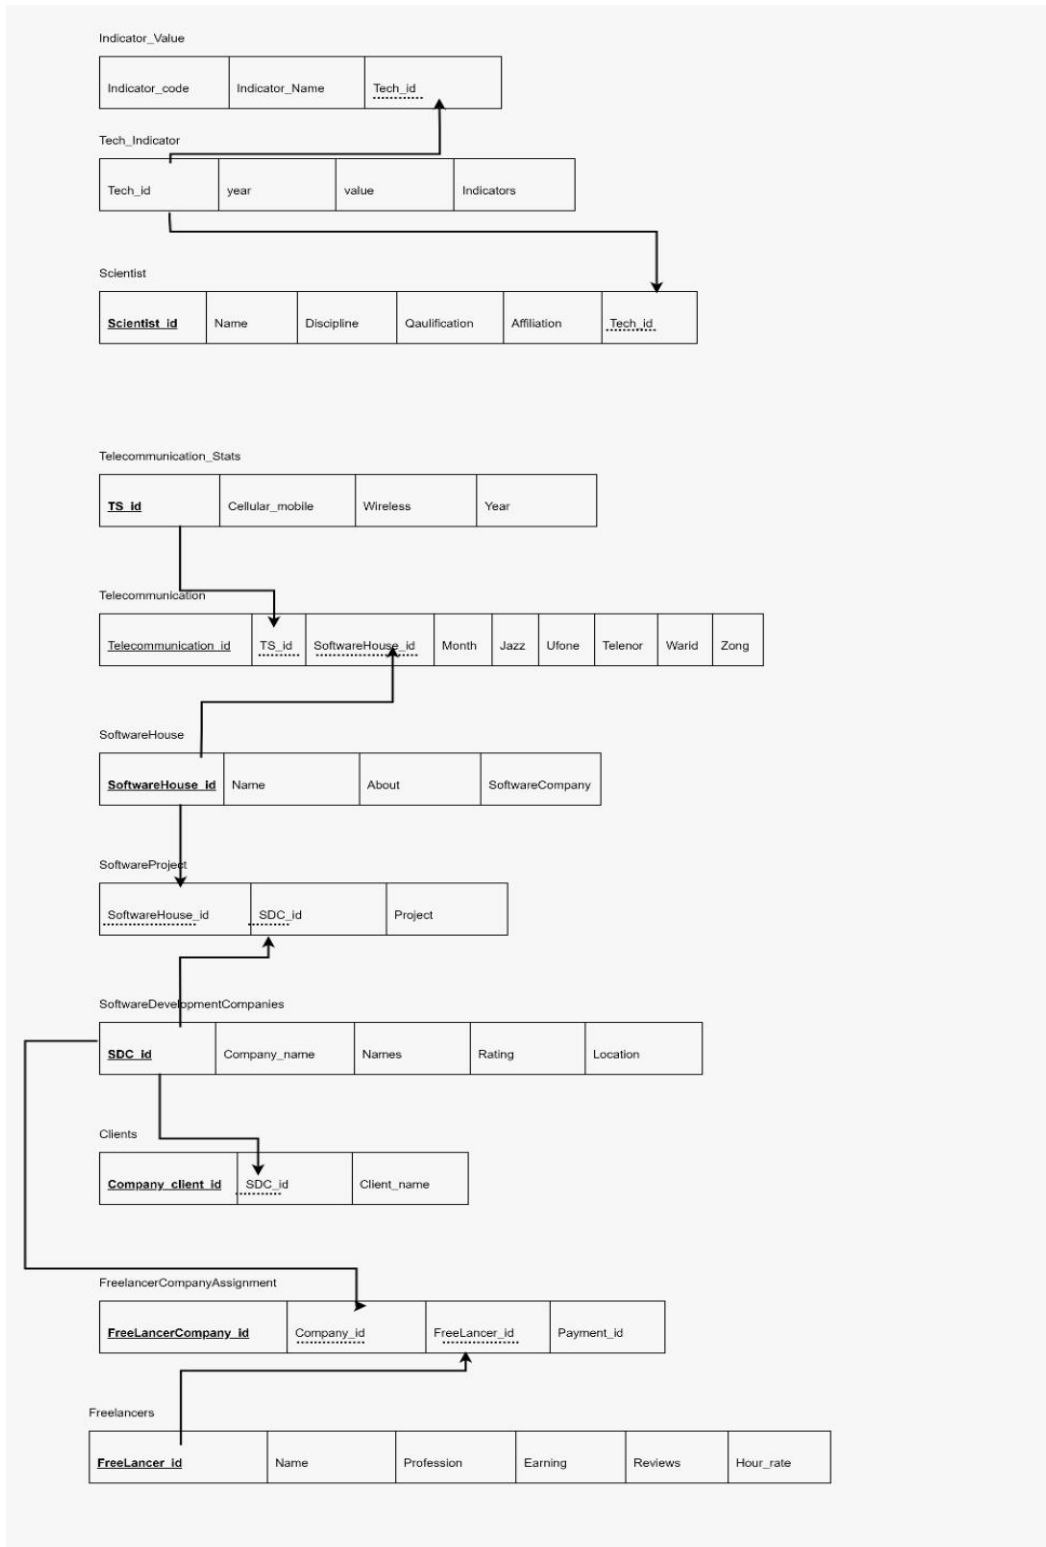 Indicator_Value
Indicator_code Indicator_Name Tech_id
Tech_Indicator
Tech_id year value Indicators
Scientist
Scientist_id Name Discipline Qaulification Affiliation Tech_id
Telecommunication_Stats
TS_id Cellular_mobile Wireless Year
Telecommunication
Telecommunication_id TS_id SoftwareHouse_id Month Jazz Ufone Telenor Warid Zong
SoftwareHouse
SoftwareHouse_id Name About SoftwareCompany
SoftwareProject
SoftwareHouse_id SDC_id Project
SoftwareDevelopmentCompanies
SDC_id Company_name Names Rating Location
Clients
Company_client_id SDC_id Client_name
FreelancerCompanyAssignment
FreeLancerCompany_id Company_id FreeLancer_id Payment_id
Freelancers
FreeLancer_id Name Profession Earning Reviews Hour_rate